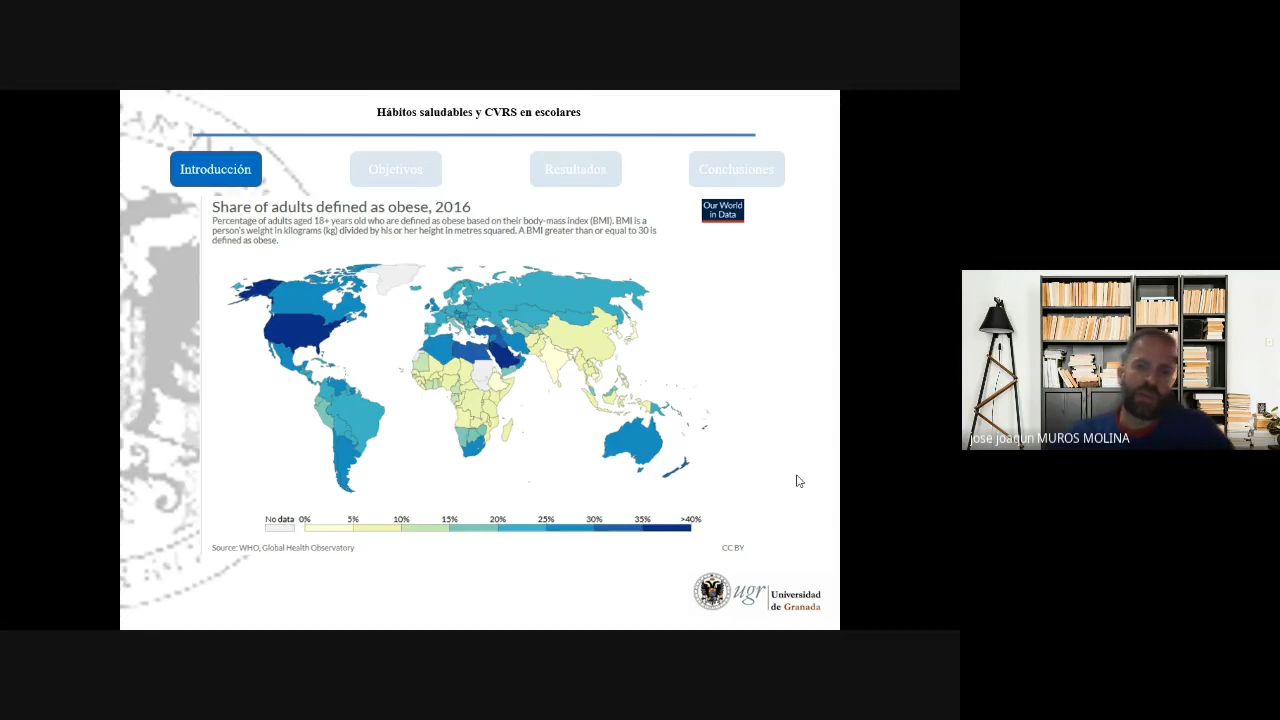 Hábitos saludables y CVRS en escolares
Introducción
Objetivos
Resultados
Conclusiones
Share of adults defined as obese, 2016
Percentage of adults aged 18+ years old who are defined as obese based on their body-mass index (BMI). BMI is a
person's weight in kilograms (kg) divided by his or her height in metres squared. A BMI greater than or equal to 30 is
defined as obese.
Our World
in Data
No data 0% 5% 10% 15% 20% 25% 30% 35% >40%
Source: WHO, Global Health Observatory
CC BY
ugr
Universidad
de Granada
jose joaqun MUROS MOLINA